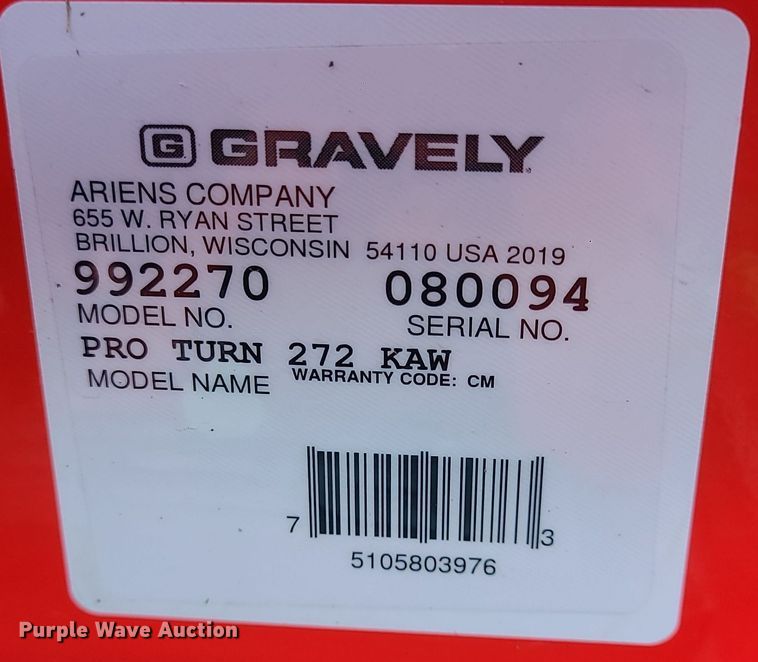 G GRAVELY
ARIENS COMPANY
655 W. RYAN STREET
BRILLION, WISCONSIN 54110 USA 2019
992270 080094
MODEL NO. SERIAL NO.
PRO TURN 272 KAW
MODEL NAME WARRANTY CODE: CM
7 3
5105803976
Purple Wave Auction